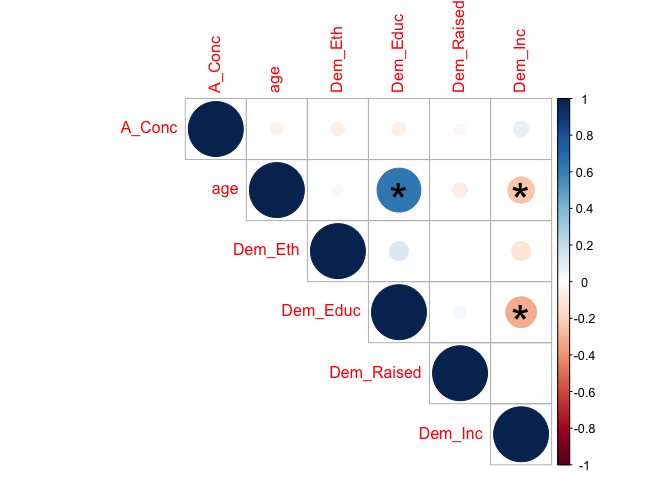 A_Conc
age
Dem_Eth
Dem_Educ
Dem_Raised
Dem_Inc
A_Conc
age
Dem_Eth
Dem_Educ
Dem_Raised
Dem_Inc
*
*
*
1
0.8
0.6
0.4
0.2
0
-0.2
-0.4
-0.6
-0.8
-1